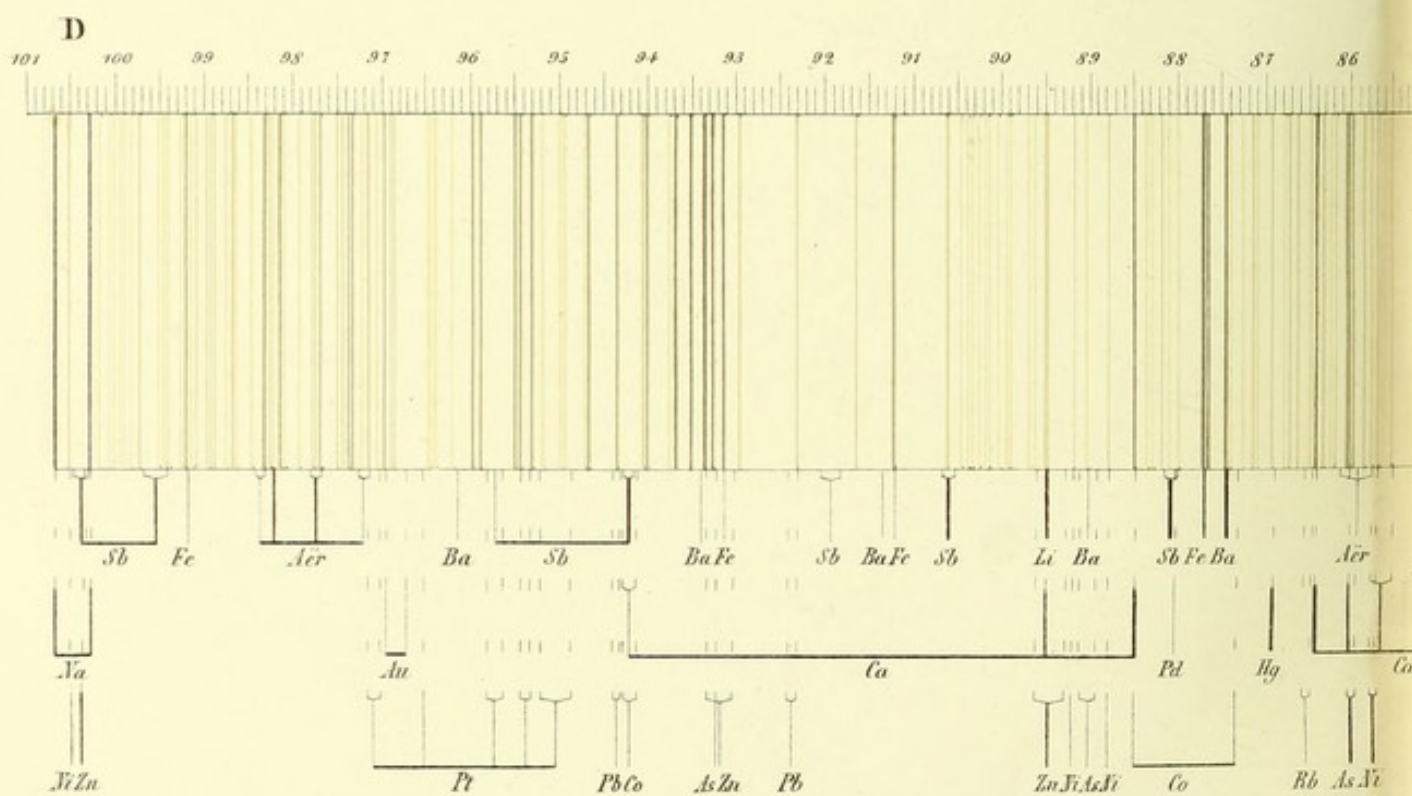 D
101 100 99 98 97 96 95 94 93 92 91 90 89 88 87 86
Sb Fe Aër Ba Sb Ba Fe Sb Ba Fe Sb Li Ba Sb Fe Ba Aër
Na Au Ca Pd Hg
Ni Zn Pt Pb Co As Zn Pb Zn Ni As Ni Co Rb As Ni